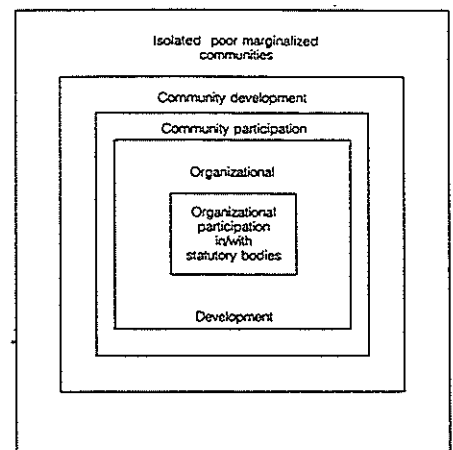 Isolated poor marginalized
communities
Community development
Community participation
Organizational
Organizational
participation
in/with
statutory bodies
Development